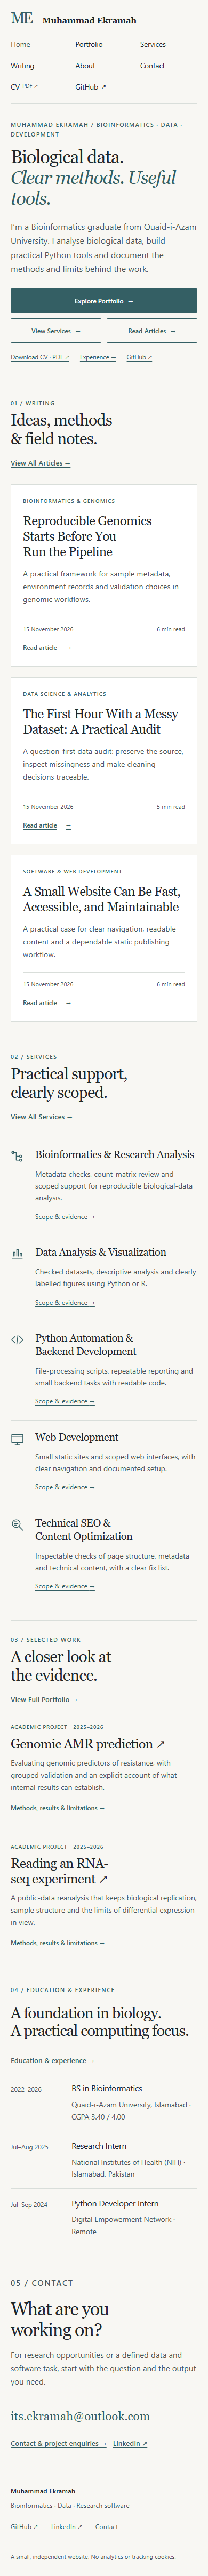 ME Muhammad Ekramah
Home Portfolio Services
Writing About Contact
CV PDF ↗ GitHub ↗
MUHAMMAD EKRAMAH / BIOINFORMATICS · DATA ·
DEVELOPMENT
Biological data.
Clear methods. Useful
tools.
I'm a Bioinformatics graduate from Quaid-i-Azam
University. I analyse biological data, build
practical Python tools and document the
methods and limits behind the work.
Explore Portfolio →
View Services → Read Articles →
Download CV · PDF ↗ Experience → GitHub ↗
01 / WRITING
Ideas, methods
& field notes.
View All Articles →
BIOINFORMATICS & GENOMICS
Reproducible Genomics
Starts Before You
Run the Pipeline
A practical framework for sample metadata,
environment records and validation choices in
genomic workflows.
15 November 2026 6 min read
Read article →
DATA SCIENCE & ANALYTICS
The First Hour With a Messy
Dataset: A Practical Audit
A question-first data audit: preserve the source,
inspect missingness and make cleaning
decisions traceable.
15 November 2026 5 min read
Read article →
SOFTWARE & WEB DEVELOPMENT
A Small Website Can Be Fast,
Accessible, and Maintainable
A practical case for clear navigation, readable
content and a dependable static publishing
workflow.
15 November 2026 6 min read
Read article →
02 / SERVICES
Practical support,
clearly scoped.
View All Services →
Bioinformatics & Research Analysis
Metadata checks, count-matrix review and
scoped support for reproducible biological-data
analysis.
Scope & evidence →
Data Analysis & Visualization
Checked datasets, descriptive analysis and clearly
labelled figures using Python or R.
Scope & evidence →
Python Automation &
Backend Development
File-processing scripts, repeatable reporting and
small backend tasks with readable code.
Scope & evidence →
Web Development
Small static sites and scoped web interfaces, with
clear navigation and documented setup.
Scope & evidence →
Technical SEO &
Content Optimization
Inspectable checks of page structure, metadata
and technical content, with a clear fix list.
Scope & evidence →
03 / SELECTED WORK
A closer look at
the evidence.
View Full Portfolio →
ACADEMIC PROJECT · 2025–2026
Genomic AMR prediction ↗
Evaluating genomic predictors of resistance, with
grouped validation and an explicit account of what
internal results can establish.
Methods, results & limitations →
ACADEMIC PROJECT · 2025–2026
Reading an RNA-
seq experiment ↗
A public-data reanalysis that keeps biological replication,
sample structure and the limits of differential expression
in view.
Methods, results & limitations →
04 / EDUCATION & EXPERIENCE
A foundation in biology.
A practical computing focus.
Education & experience →
2022–2026 BS in Bioinformatics
Quaid-i-Azam University, Islamabad ·
CGPA 3.40 / 4.00
Jul–Aug 2025 Research Intern
National Institutes of Health (NIH) ·
Islamabad, Pakistan
Jul–Sep 2024 Python Developer Intern
Digital Empowerment Network ·
Remote
05 / CONTACT
What are you
working on?
For research opportunities or a defined data and
software task, start with the question and the output
you need.
its.ekramah@outlook.com
Contact & project enquiries → LinkedIn ↗
Muhammad Ekramah
Bioinformatics · Data · Research software
GitHub ↗ LinkedIn ↗ Contact
A small, independent website. No analytics or tracking cookies.